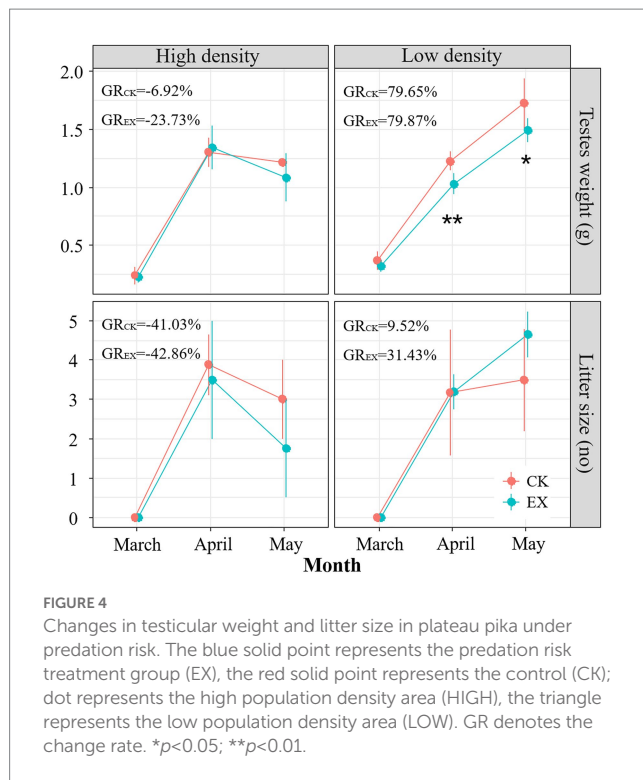 High density
Low density
2.0
1.5
1.0
0.5
GRCK=-6.92%
GREX=-23.73%
GRCK=79.65%
GREX=79.87%
**
*
Testes weight (g)
5
4
3
2
1
0
GRCK=-41.03%
GREX=-42.86%
GRCK=9.52%
GREX=31.43%
CK
EX
Litter size (no)
March April May March April May
Month
FIGURE 4
Changes in testicular weight and litter size in plateau pika under
predation risk. The blue solid point represents the predation risk
treatment group (EX), the red solid point represents the control (CK);
dot represents the high population density area (HIGH), the triangle
represents the low population density area (LOW). GR denotes the
change rate. *p<0.05; **p<0.01.